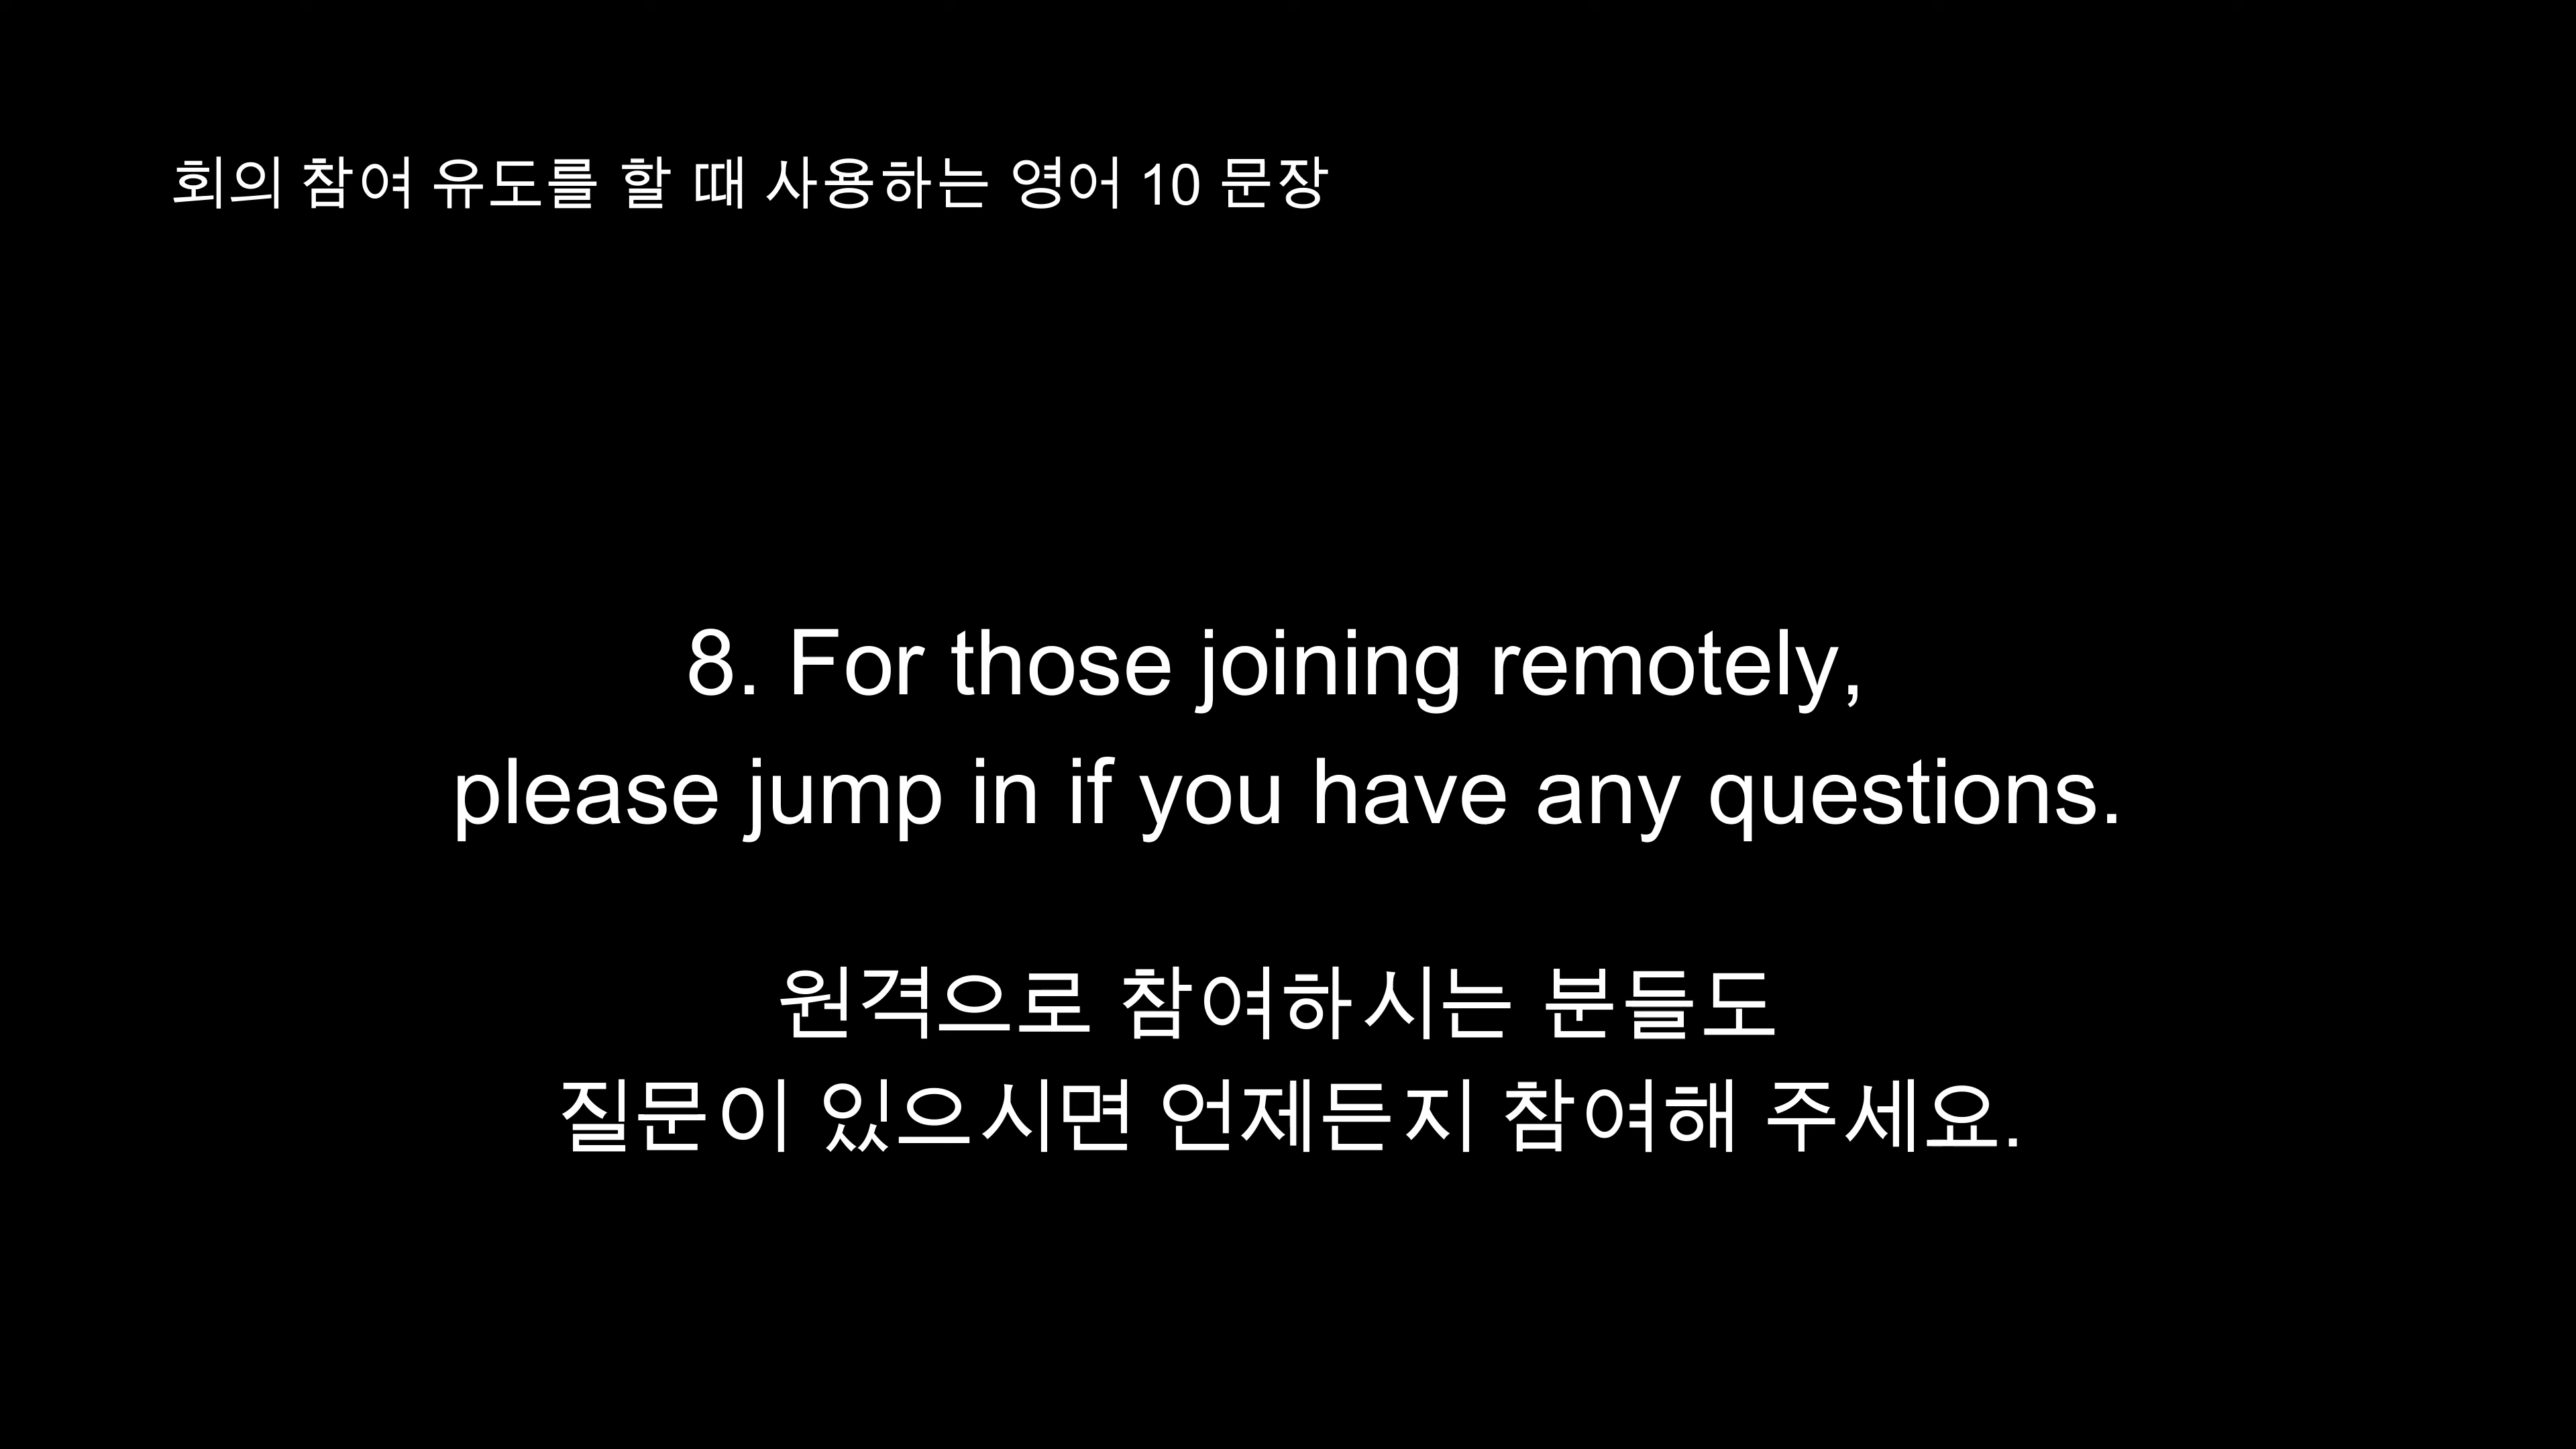 회의 참여 유도를 할 때 사용하는 영어 10 문장
8. For those joining remotely,
please jump in if you have any questions.
원격으로 참여하시는 분들도
질문이 있으시면 언제든지 참여해 주세요.